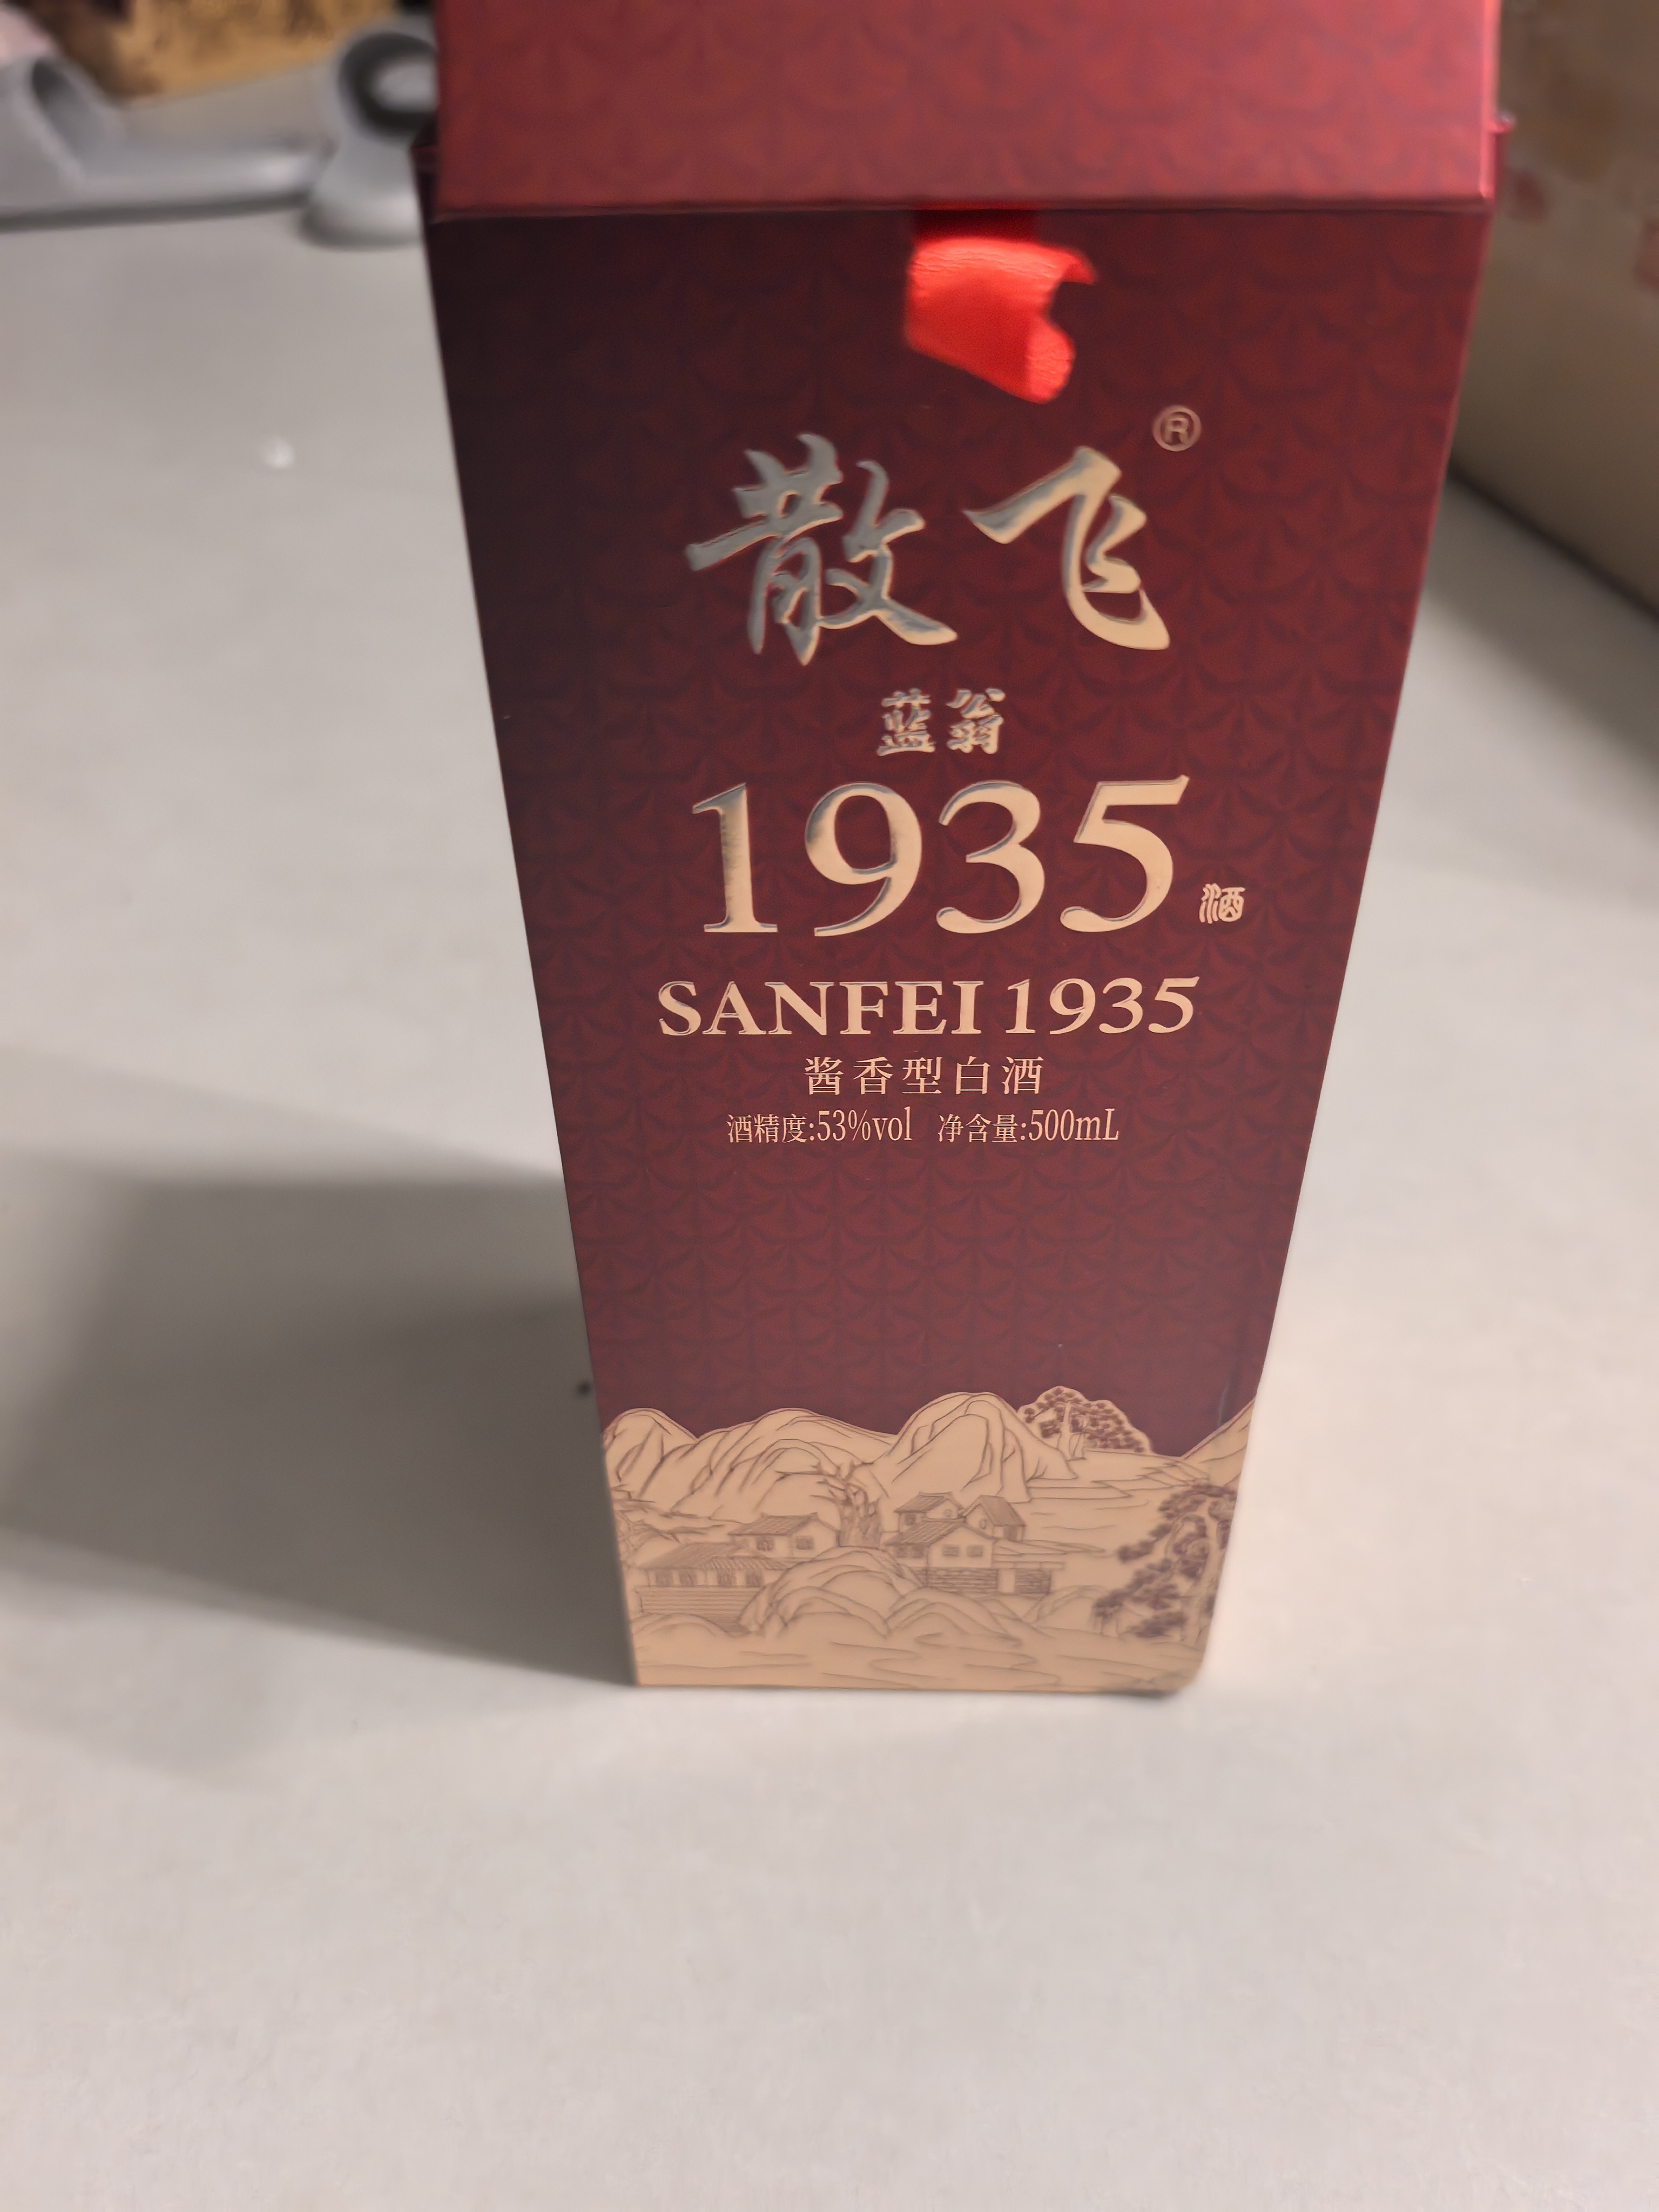 散飞®
蓝翁
1935酒
SANFEI 1935
酱香型白酒
酒精度:53%vol 净含量:500mL